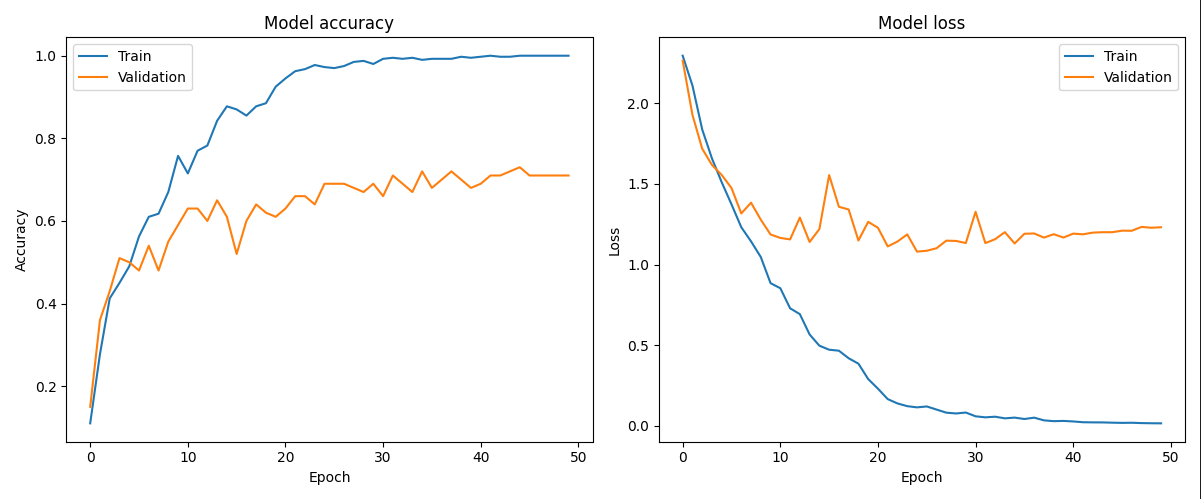 Model accuracy
Train
Validation
1.0
0.8
0.6
0.4
0.2
Accuracy
0 10 20 30 40 50
Epoch
Model loss
Train
Validation
2.0
1.5
1.0
0.5
0.0
Loss
0 10 20 30 40 50
Epoch